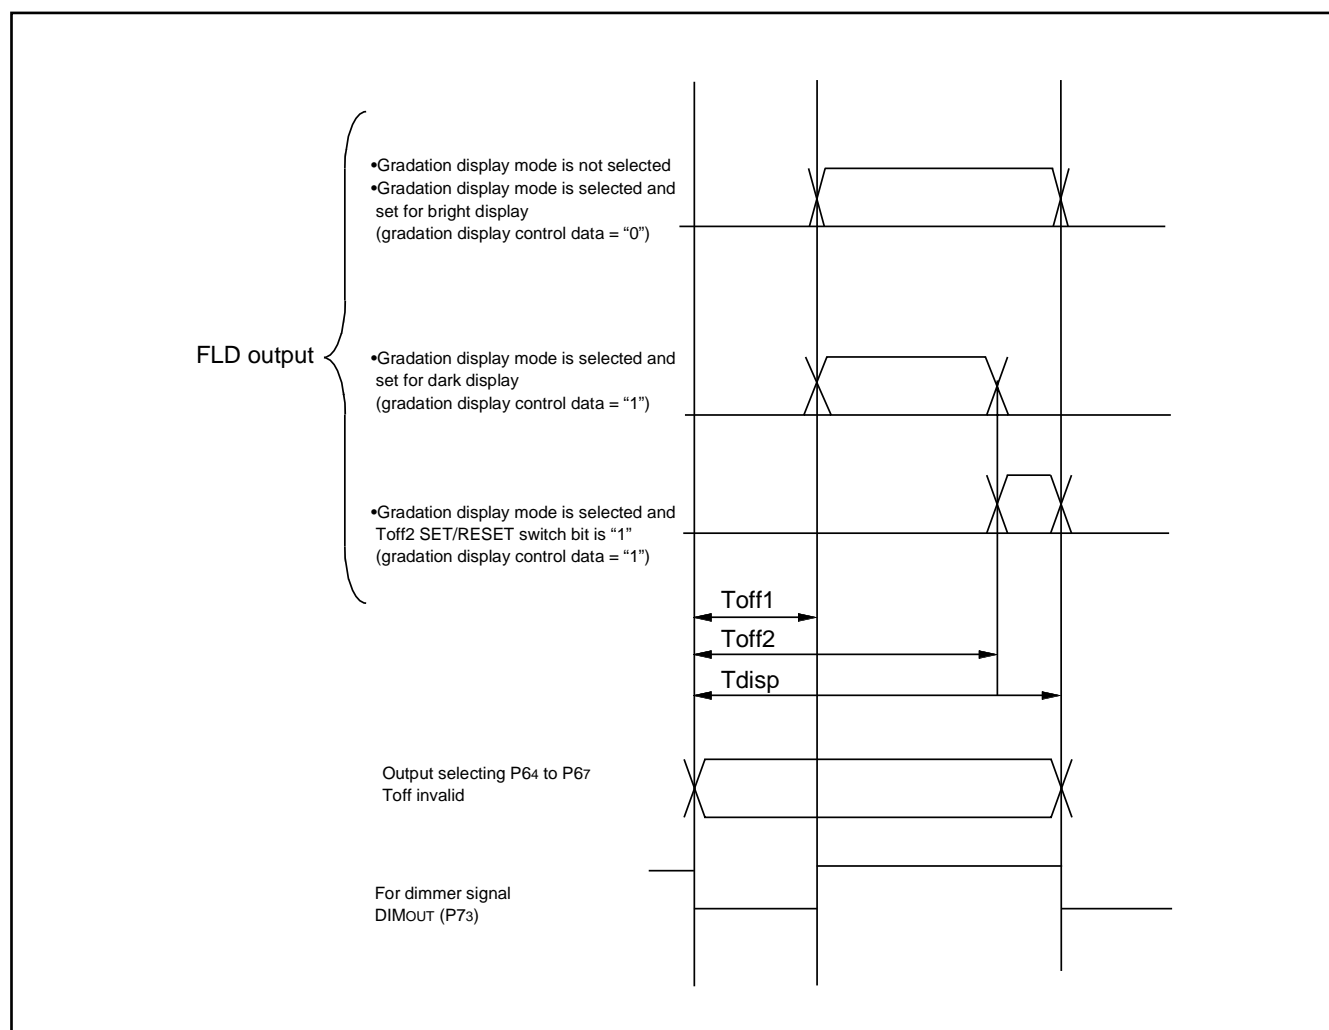 •Gradation display mode is not selected
•Gradation display mode is selected and
set for bright display
(gradation display control data = “0”)
FLD output
•Gradation display mode is selected and
set for dark display
(gradation display control data = “1”)
•Gradation display mode is selected and
Toff2 SET/RESET switch bit is “1”
(gradation display control data = “1”)
Toff1
Toff2
Tdisp
Output selecting P64 to P67
Toff invalid
For dimmer signal
DIMOUT (P73)